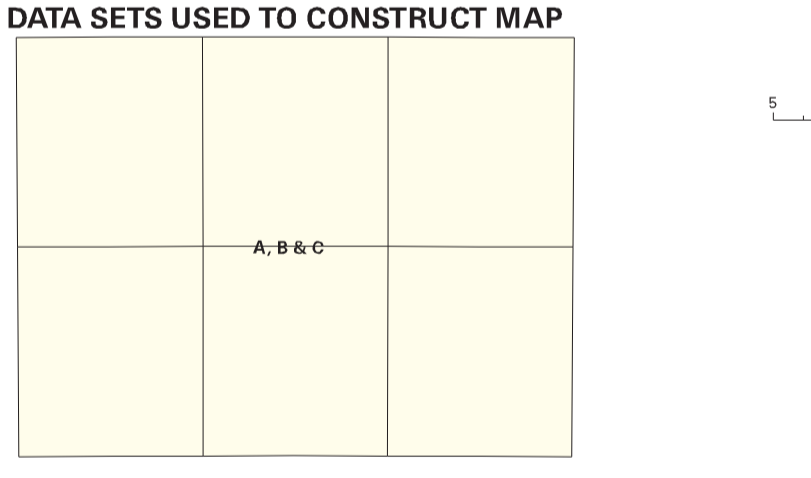 DATA SETS USED TO CONSTRUCT MAP
5
A, B & C